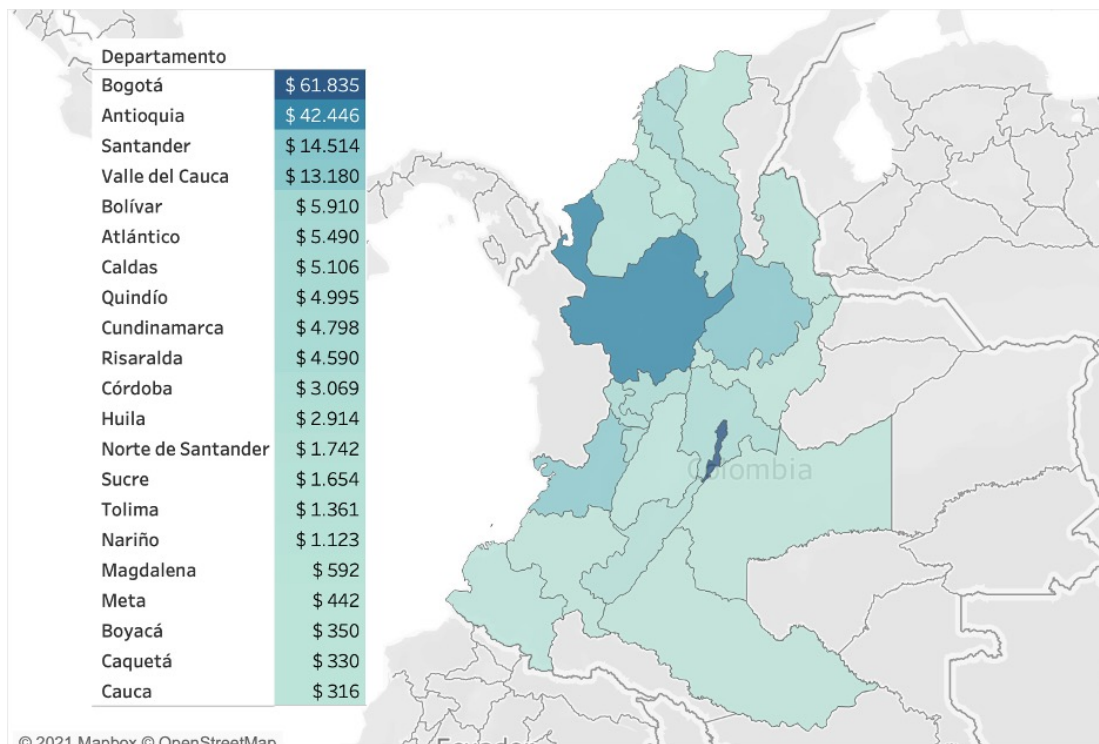 Departamento
Bogotá $ 61.835
Antioquia $ 42.446
Santander $ 14.514
Valle del Cauca $ 13.180
Bolívar $ 5.910
Atlántico $ 5.490
Caldas $ 5.106
Quindío $ 4.995
Cundinamarca $ 4.798
Risaralda $ 4.590
Córdoba $ 3.069
Huila $ 2.914
Norte de Santander $ 1.742
Sucre $ 1.654
Tolima $ 1.361
Nariño $ 1.123
Magdalena $ 592
Meta $ 442
Boyacá $ 350
Caquetá $ 330
Cauca $ 316
Colombia
© 2021 Mapbox © OpenStreetMap
Ecuador